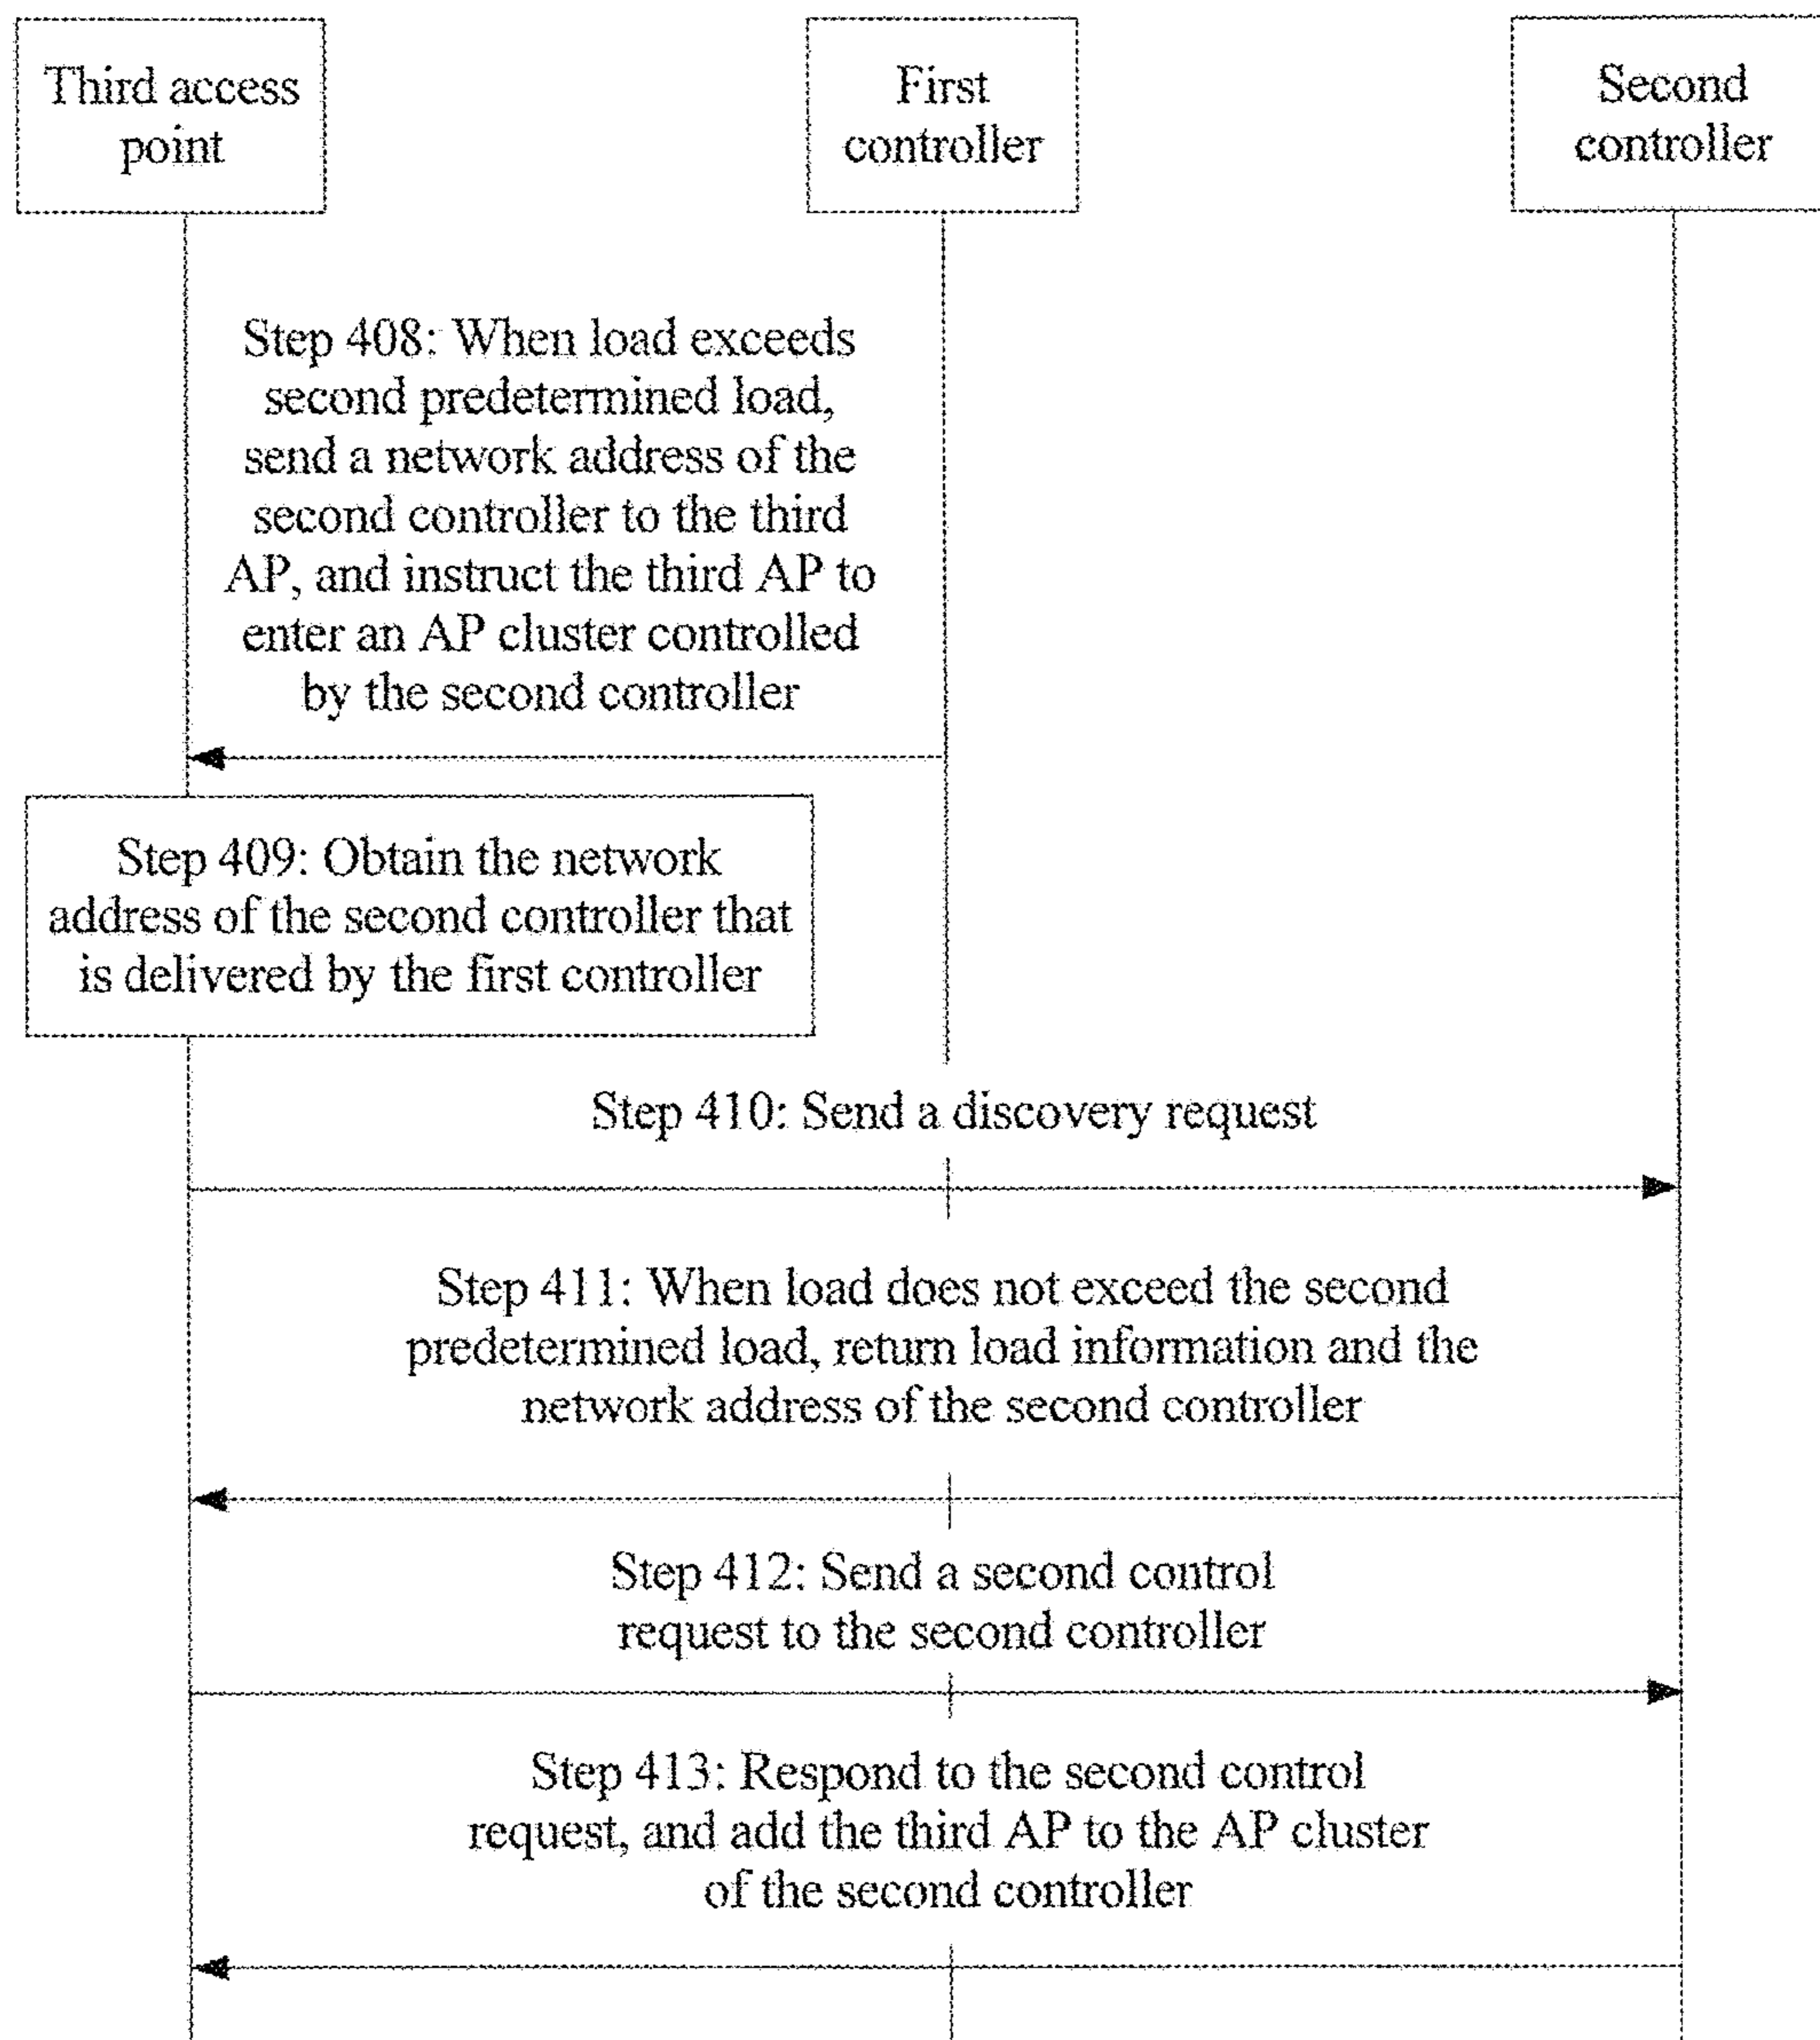 Third access
point
First
controller
Second
controller
Step 408: When load exceeds
second predetermined load,
send a network address of the
second controller to the third
AP, and instruct the third AP to
enter an AP cluster controlled
by the second controller
Step 409: Obtain the network
address of the second controller that
is delivered by the first controller
Step 410: Send a discovery request
Step 411: When load does not exceed the second
predetermined load, return load information and the
network address of the second controller
Step 412: Send a second control
request to the second controller
Step 413: Respond to the second control
request, and add the third AP to the AP cluster
of the second controller